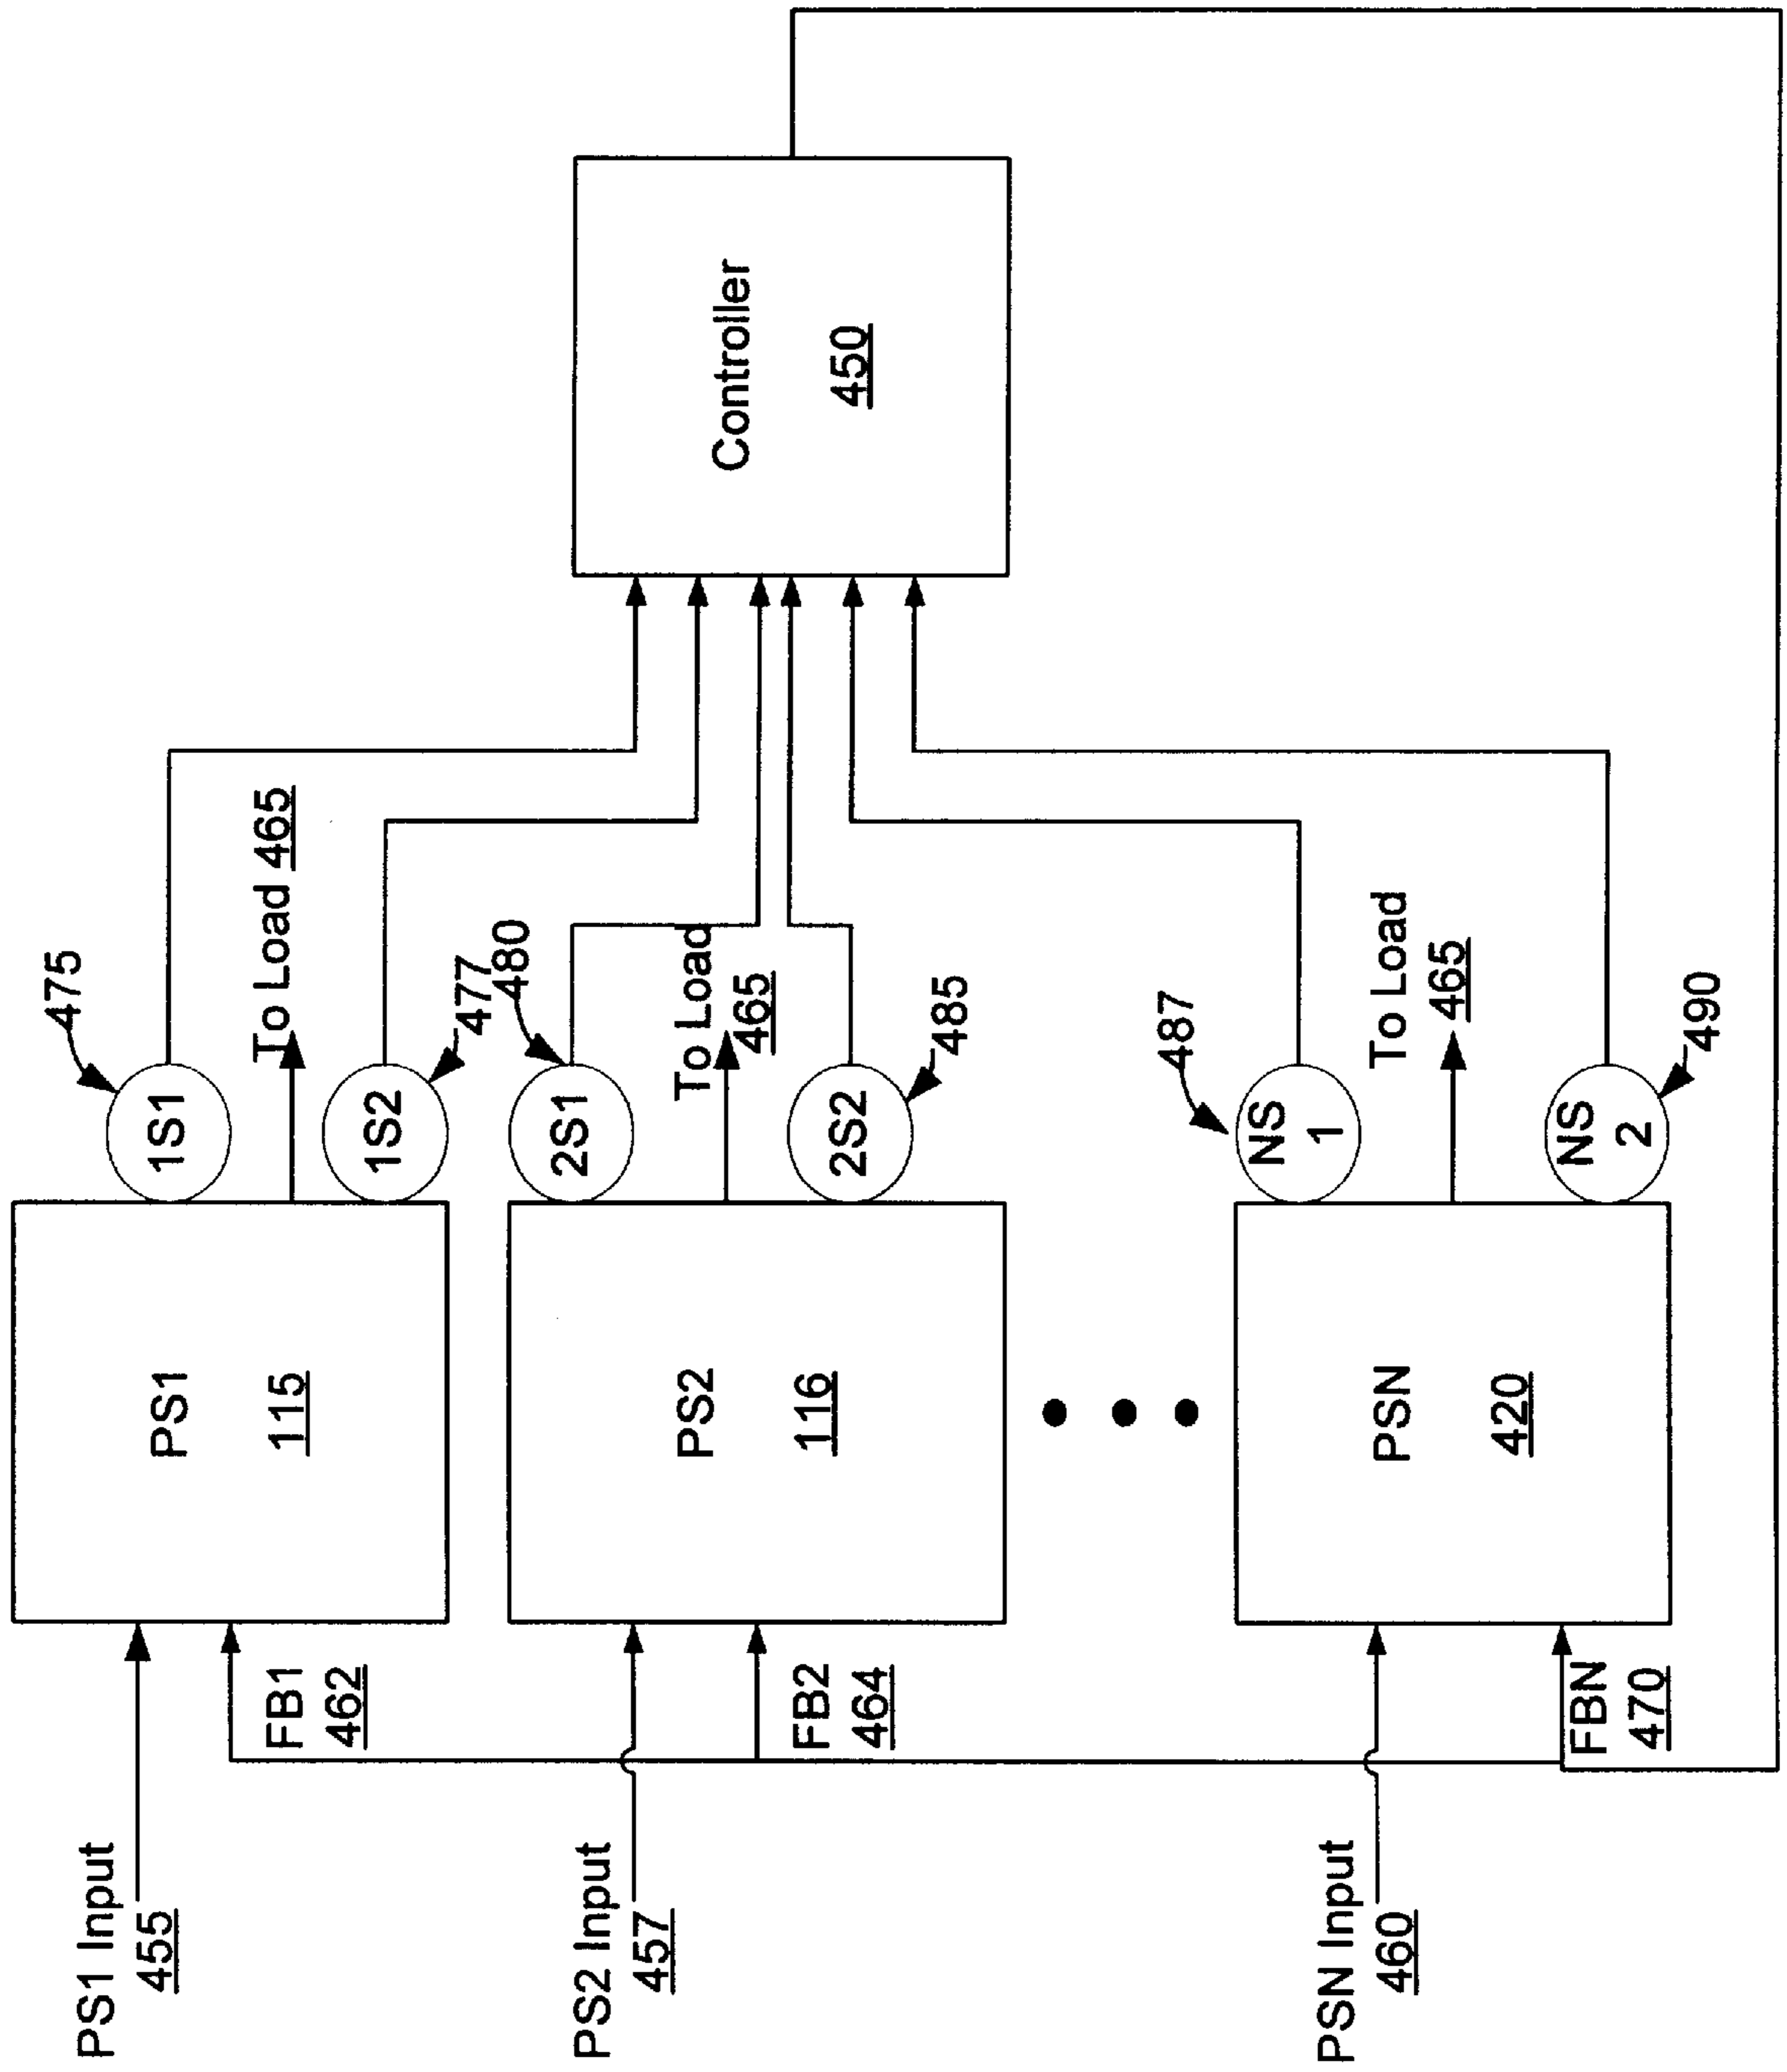 PS1 Input
455
FB1
462
PS1
115
1S1
475
To Load 465
1S2
477
PS2 Input
457
FB2
464
PS2
116
2S1
480
To Load
465
2S2
485
PSN Input
460
FBN
470
PSN
420
NS
1
487
To Load
465
NS
2
490
Controller
450